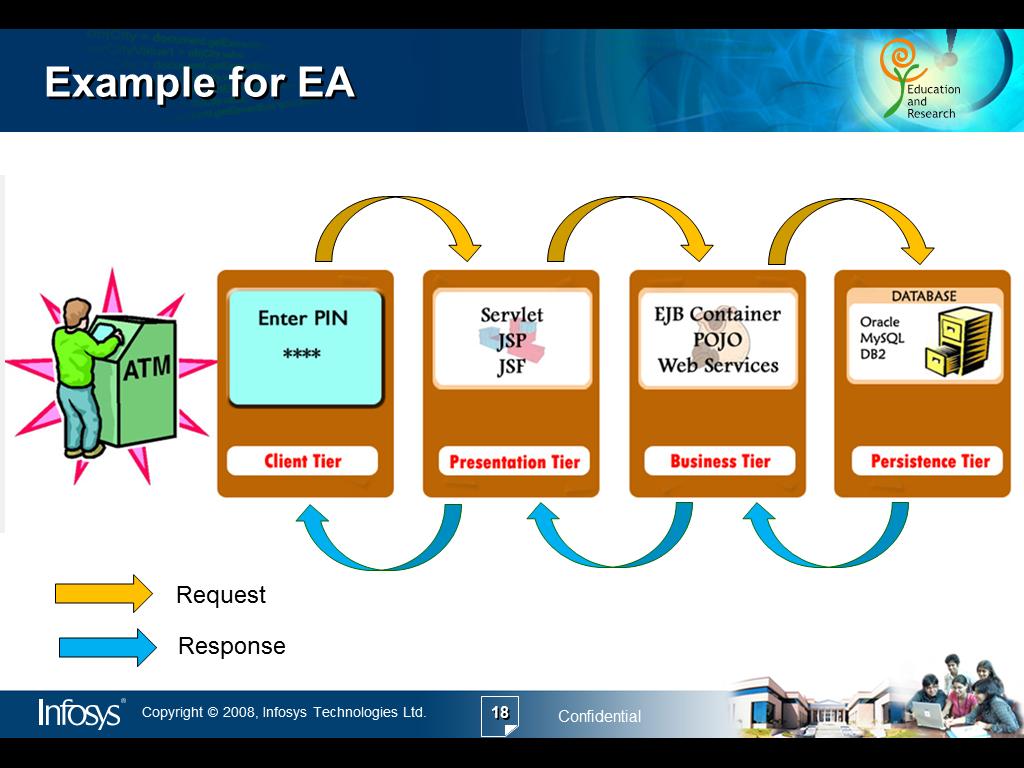 Example for EA
Education
and
Research
ATM
Enter PIN
****
Client Tier
Servlet
JSP
JSF
Presentation Tier
EJB Container
POJO
Web Services
Business Tier
DATABASE
Oracle
MySQL
DB2
Persistence Tier
Request
Response
Infosys®
Copyright © 2008, Infosys Technologies Ltd.
18
Confidential